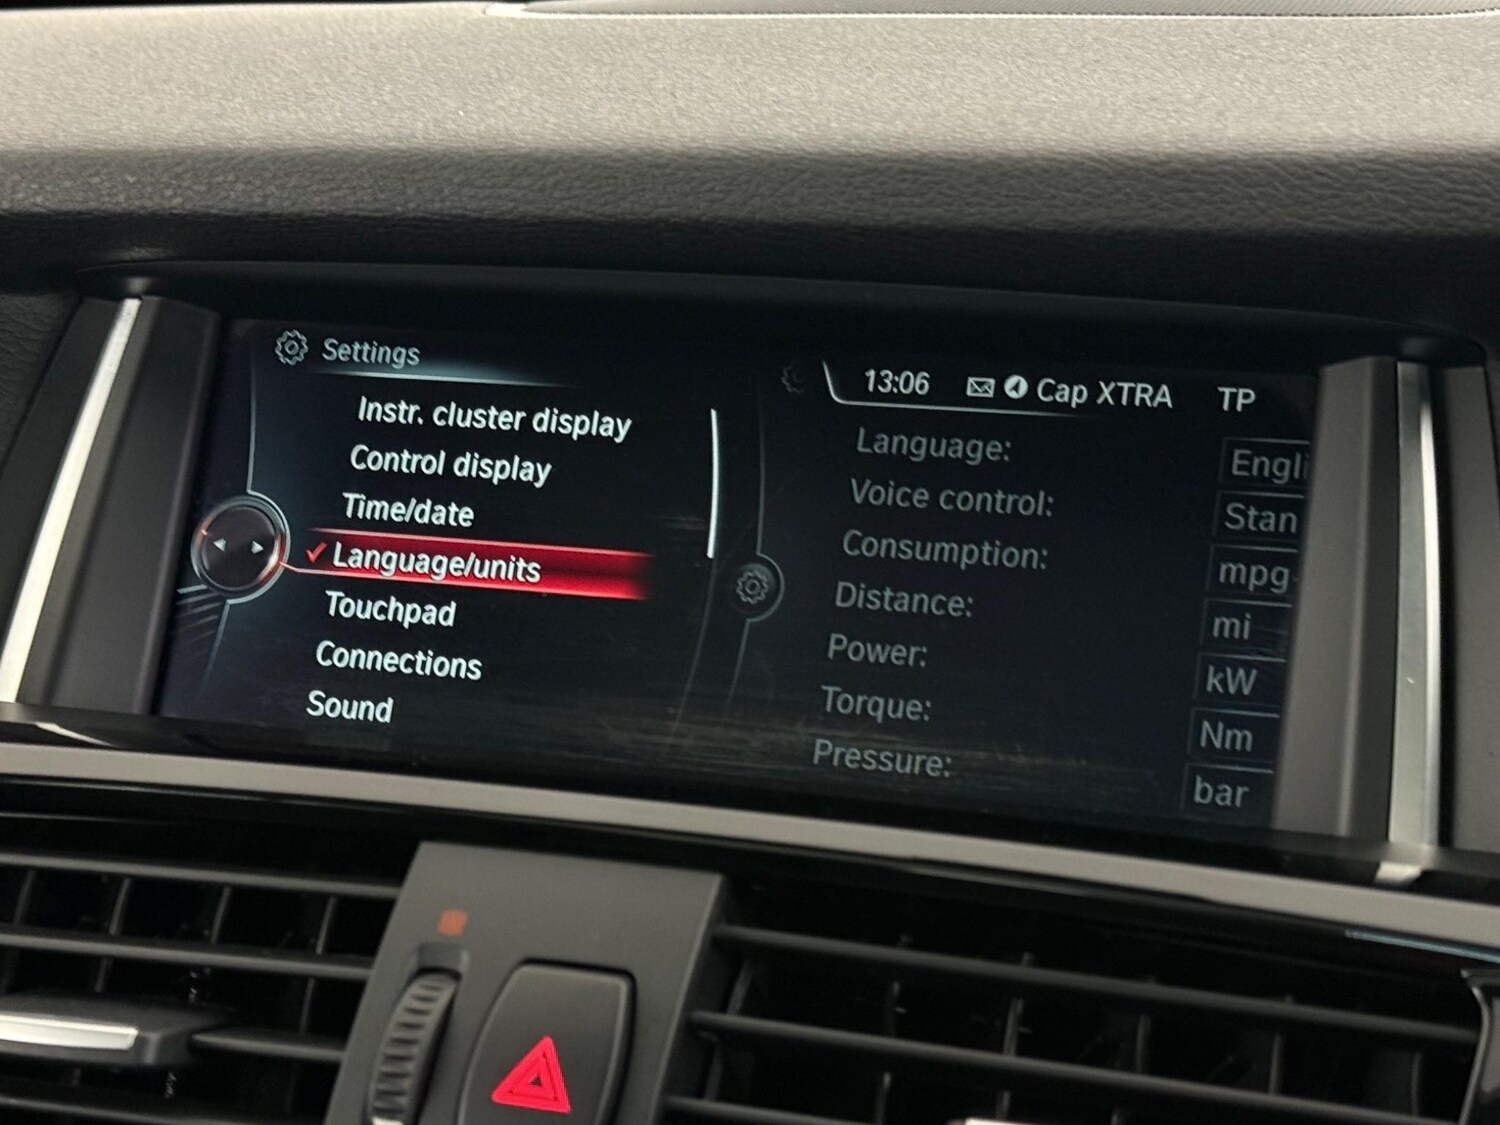 Settings
Instr. cluster display
Control display
Time/date
Language/units
Touchpad
Connections
Sound
13:06 Cap XTRA TP
Language: Engli
Voice control: Stan
Consumption: mpg
Distance: mi
Power: kW
Torque: Nm
Pressure: bar